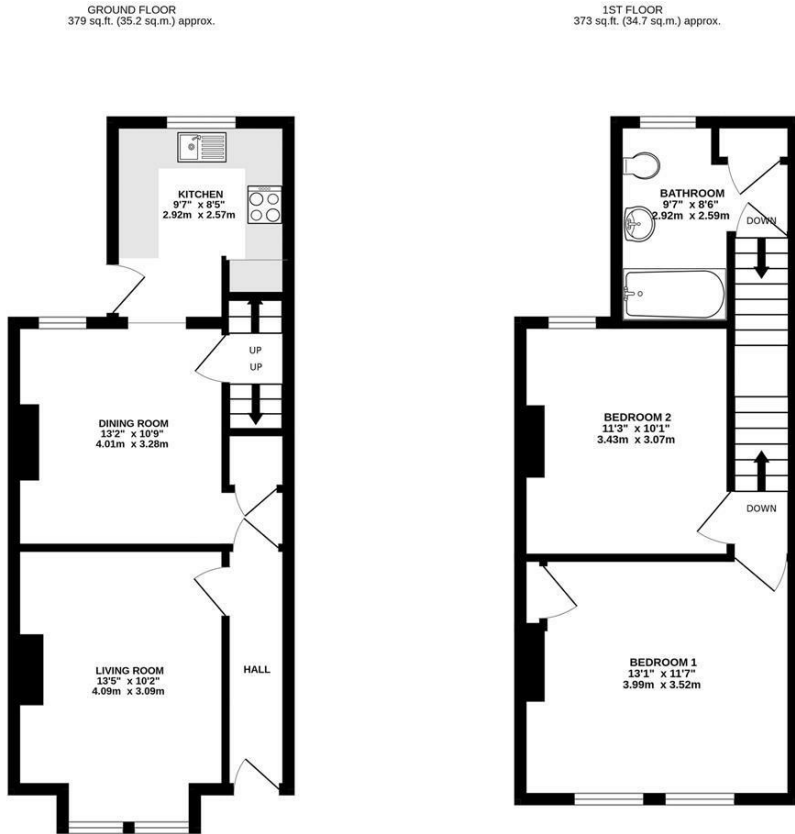 GROUND FLOOR
379 sq.ft. (35.2 sq.m.) approx.
1ST FLOOR
373 sq.ft. (34.7 sq.m.) approx.
KITCHEN
9'7" x 8'5"
2.92m x 2.57m
UP
UP
DINING ROOM
13'2" x 10'9"
4.01m x 3.28m
LIVING ROOM
13'5" x 10'2"
4.09m x 3.09m
HALL
BATHROOM
9'7" x 8'6"
2.92m x 2.59m
DOWN
BEDROOM 2
11'3" x 10'1"
3.43m x 3.07m
DOWN
BEDROOM 1
13'1" x 11'7"
3.99m x 3.52m